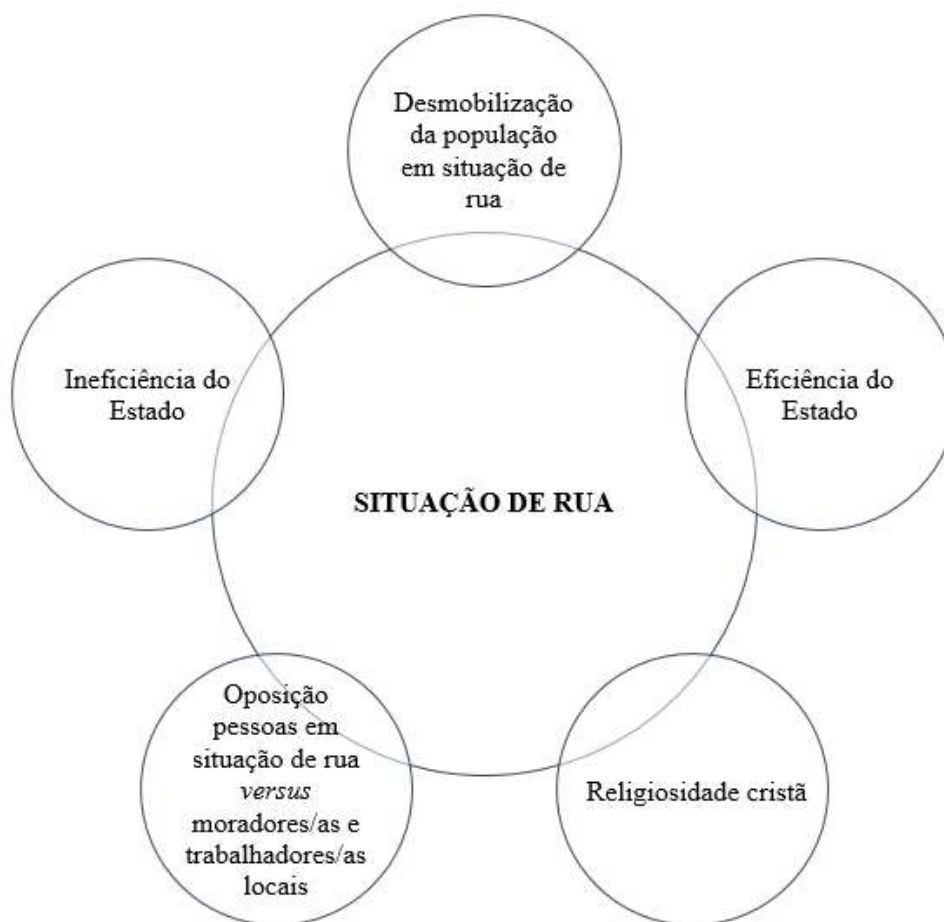 Desmobilização
da população
em situação de
rua
Ineficiência do
Estado
Eficiência do
Estado
SITUAÇÃO DE RUA
Oposição
pessoas em
situação de rua
versus
moradores/as e
trabalhadores/as
locais
Religiosidade cristã